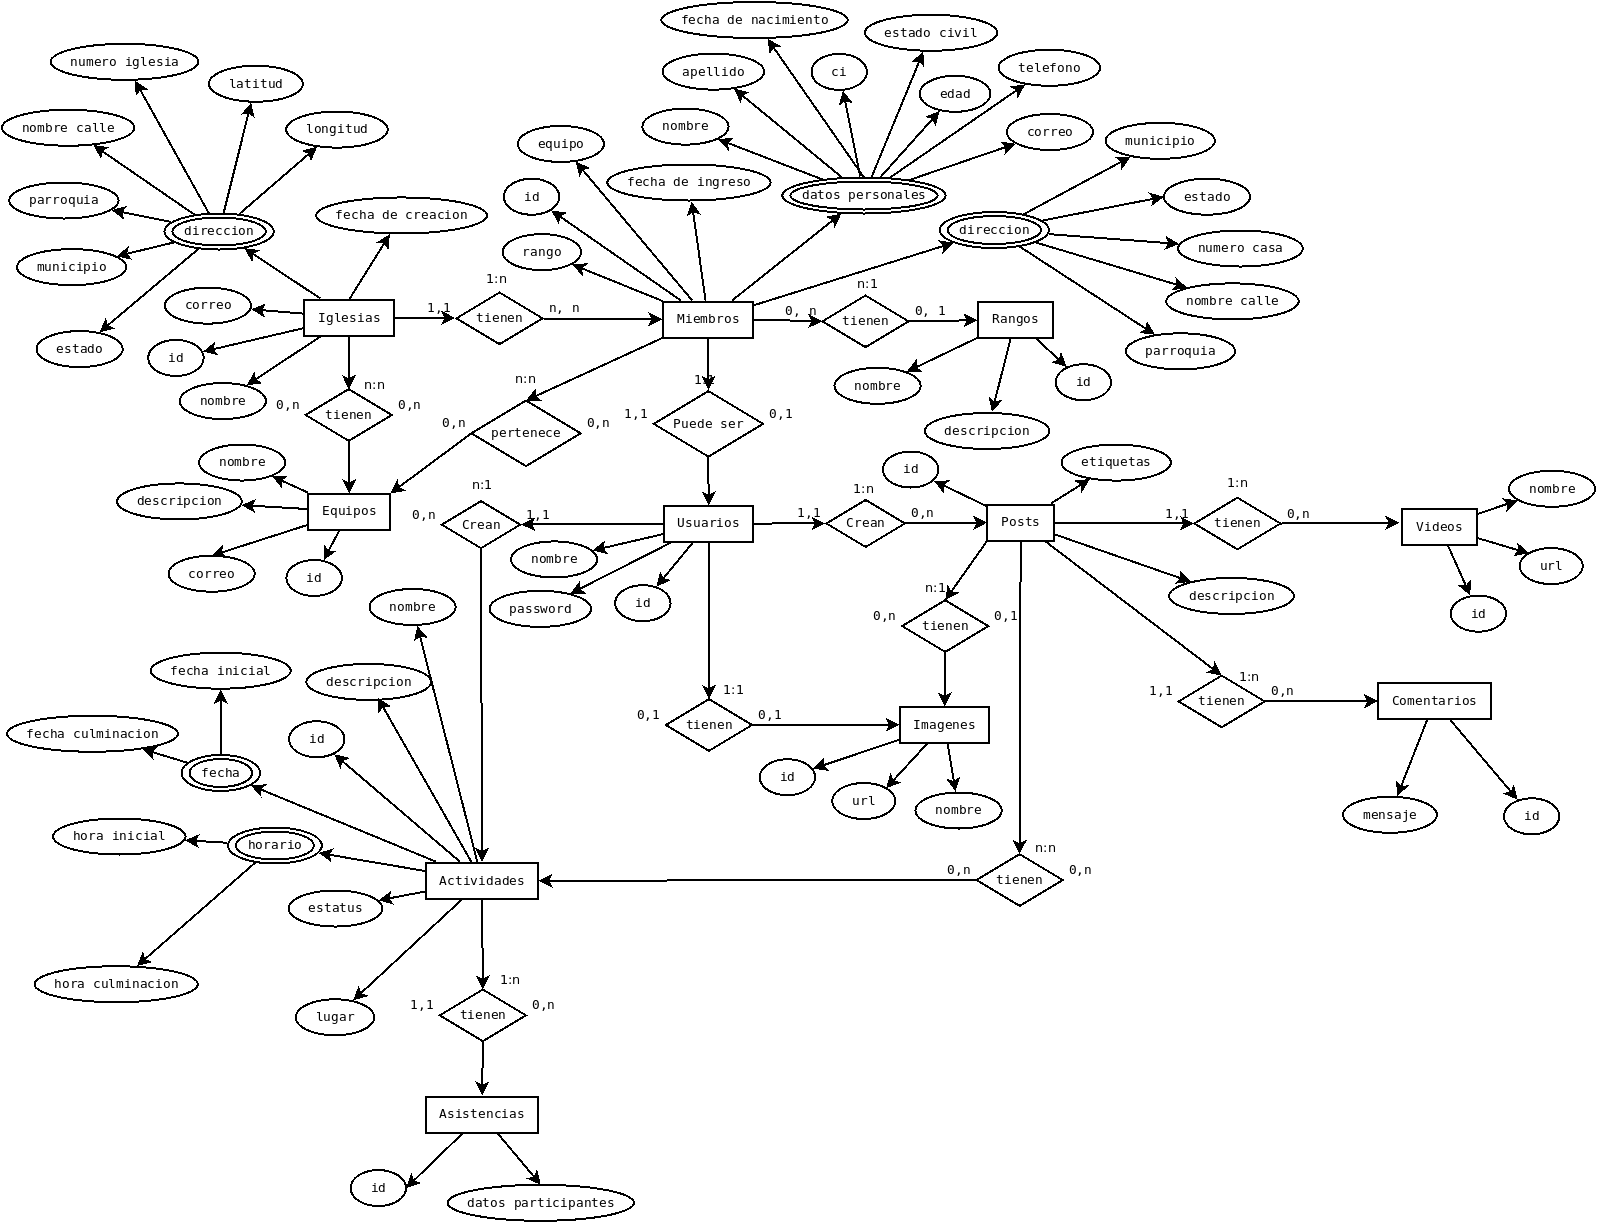 fecha de nacimiento
estado civil
numero iglesia
latitud
apellido
ci
telefono
edad
nombre calle
longitud
nombre
correo
equipo
municipio
fecha de ingreso
datos personales
id
estado
parroquia
fecha de creacion
direccion
direccion
numero casa
rango
municipio
1:n
n:1
nombre calle
correo
1,1
n, n
0, n
0, 1
Iglesias
tienen
Miembros
tienen
Rangos
estado
id
parroquia
n:n
n:n
1:1
nombre
id
nombre
0,n
tienen
0,n
0,n
pertenece
0,n
1,1
Puede ser
0,1
descripcion
nombre
id
etiquetas
n:1
1:n
1:n
nombre
descripcion
Equipos
0,n
Crean
1,1
Usuarios
1,1
Crean
0,n
Posts
1,1
tienen
0,n
Videos
nombre
url
correo
id
password
id
n:1
descripcion
nombre
0,n
tienen
0,1
id
fecha inicial
descripcion
1:1
1,1
1:n
tienen
0,n
Comentarios
fecha culminacion
id
0,1
tienen
0,1
Imagenes
fecha
id
url
nombre
mensaje
id
hora inicial
horario
n:n
Actividades
0,n
tienen
0,n
estatus
hora culminacion
lugar
1:n
1,1
tienen
0,n
Asistencias
id
datos participantes